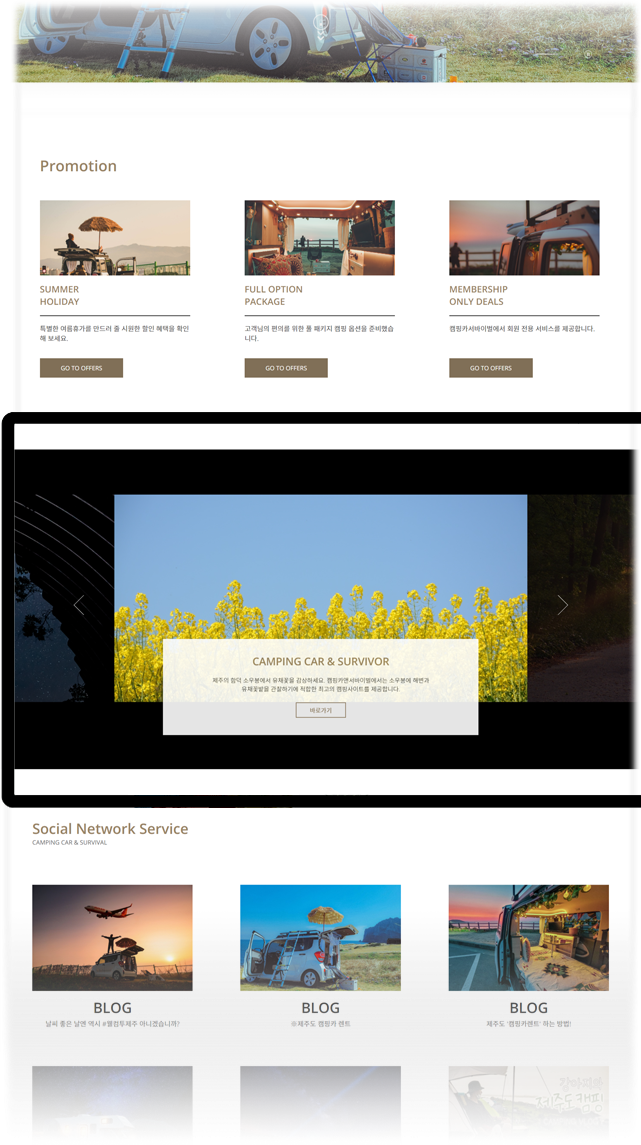 Promotion
SUMMER
HOLIDAY
특별한 여름휴가를 만드러 줄 시원한 할인 혜택을 확인
해 보세요.
GO TO OFFERS
FULL OPTION
PACKAGE
고객님의 편의를 위한 풀 패키지 캠핑 옵션을 준비했습
니다.
GO TO OFFERS
MEMBERSHIP
ONLY DEALS
캠핑카서바이벌에서 회원 전용 서비스를 제공합니다.
GO TO OFFERS
CAMPING CAR & SURVIVOR
제주의 함덕 소우봉에서 유채꽃을 감상하세요. 캠핑카앤서바이벌에서는 소우봉에 해변과
유채꽃밭을 관찰하기에 적합한 최고의 캠핑사이트를 제공합니다.
바로가기
Social Network Service
CAMPING CAR & SURVIVAL
BLOG
날씨 좋은 날엔 역시 #웰컴투제주 아니겠습니까?
BLOG
※제주도 캠핑카 렌트
BLOG
제주도 '캠핑카렌트' 하는 방법!
제주도 캠핑